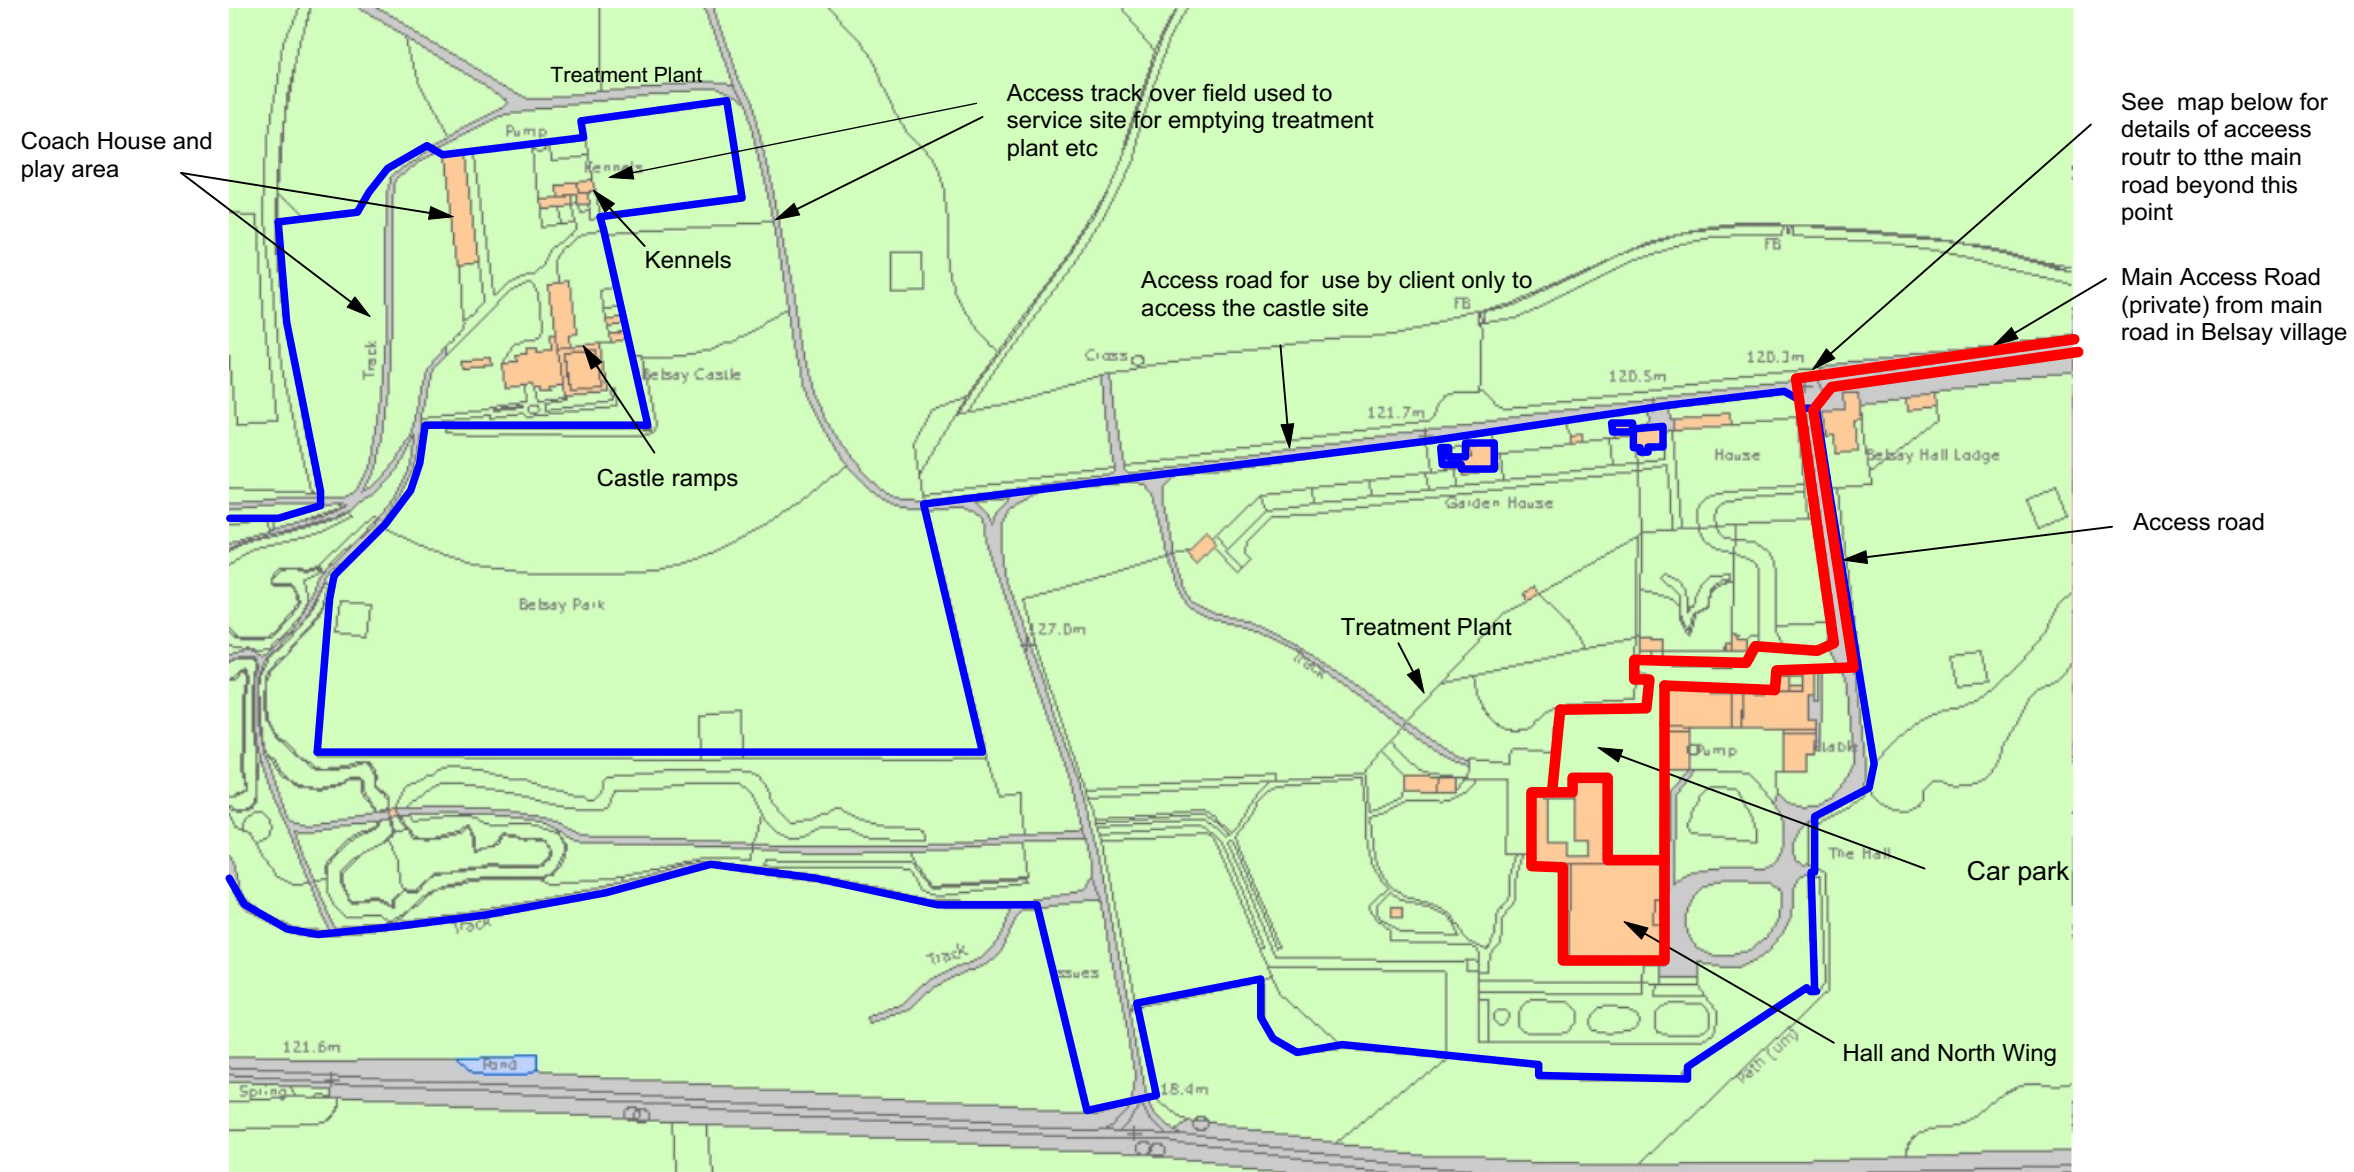 Treatment Plant
Access track over field used to
service site for emptying treatment
plant etc
See  map below for
details of acceess
routr to tthe main
road beyond this
point
Coach House and
play area
Pump
Kennels
Kennels
FB
Access road for  use by client only to
access the castle site
FB
Main Access Road
(private) from main
road in Belsay village
Track
Belsay Castle
Cross
120.3m
120.5m
121.7m
Castle ramps
House
Belsay Hall Lodge
Garden House
Access road
Belsay Park
127.0m
Treatment Plant
Track
Pump
Stable
The Hall
Car park
Track
Track
Issues
Hall and North Wing
Path (um)
121.6m
Pond
Spring
18.4m